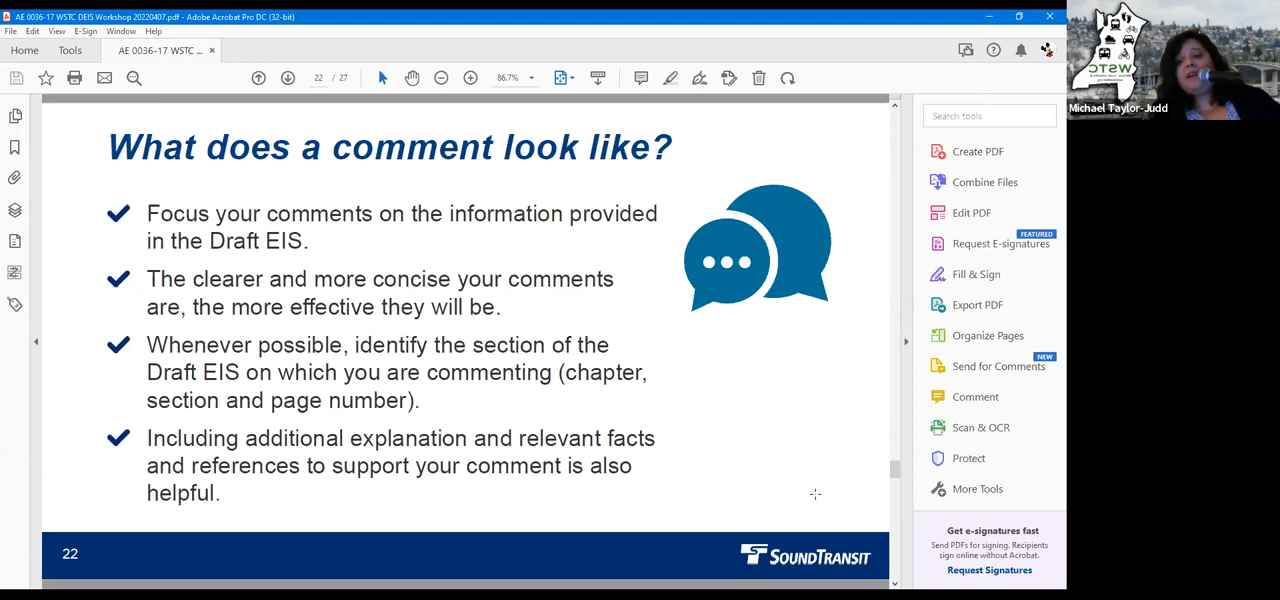 AE 0036-17 WSTC DEIS Workshop 20220407.pdf - Adobe Acrobat Pro DC (32-bit)
File Edit View E-Sign Window Help
Home Tools AE 0036-17 WSTC ... ×
22 / 27 86.7%
What does a comment look like?
Focus your comments on the information provided
in the Draft EIS.
The clearer and more concise your comments
are, the more effective they will be.
Whenever possible, identify the section of the
Draft EIS on which you are commenting (chapter,
section and page number).
Including additional explanation and relevant facts
and references to support your comment is also
helpful.
22
SOUNDTRANSIT
Search tools
Create PDF
Combine Files
Edit PDF
FEATURED
Request E-signatures
Fill & Sign
Export PDF
Organize Pages
NEW
Send for Comments
Comment
Scan & OCR
Protect
More Tools
Get e-signatures fast
Send PDFs for signing. Recipients
sign online without Acrobat.
Request Signatures
WSTC
Michael Taylor-Judd